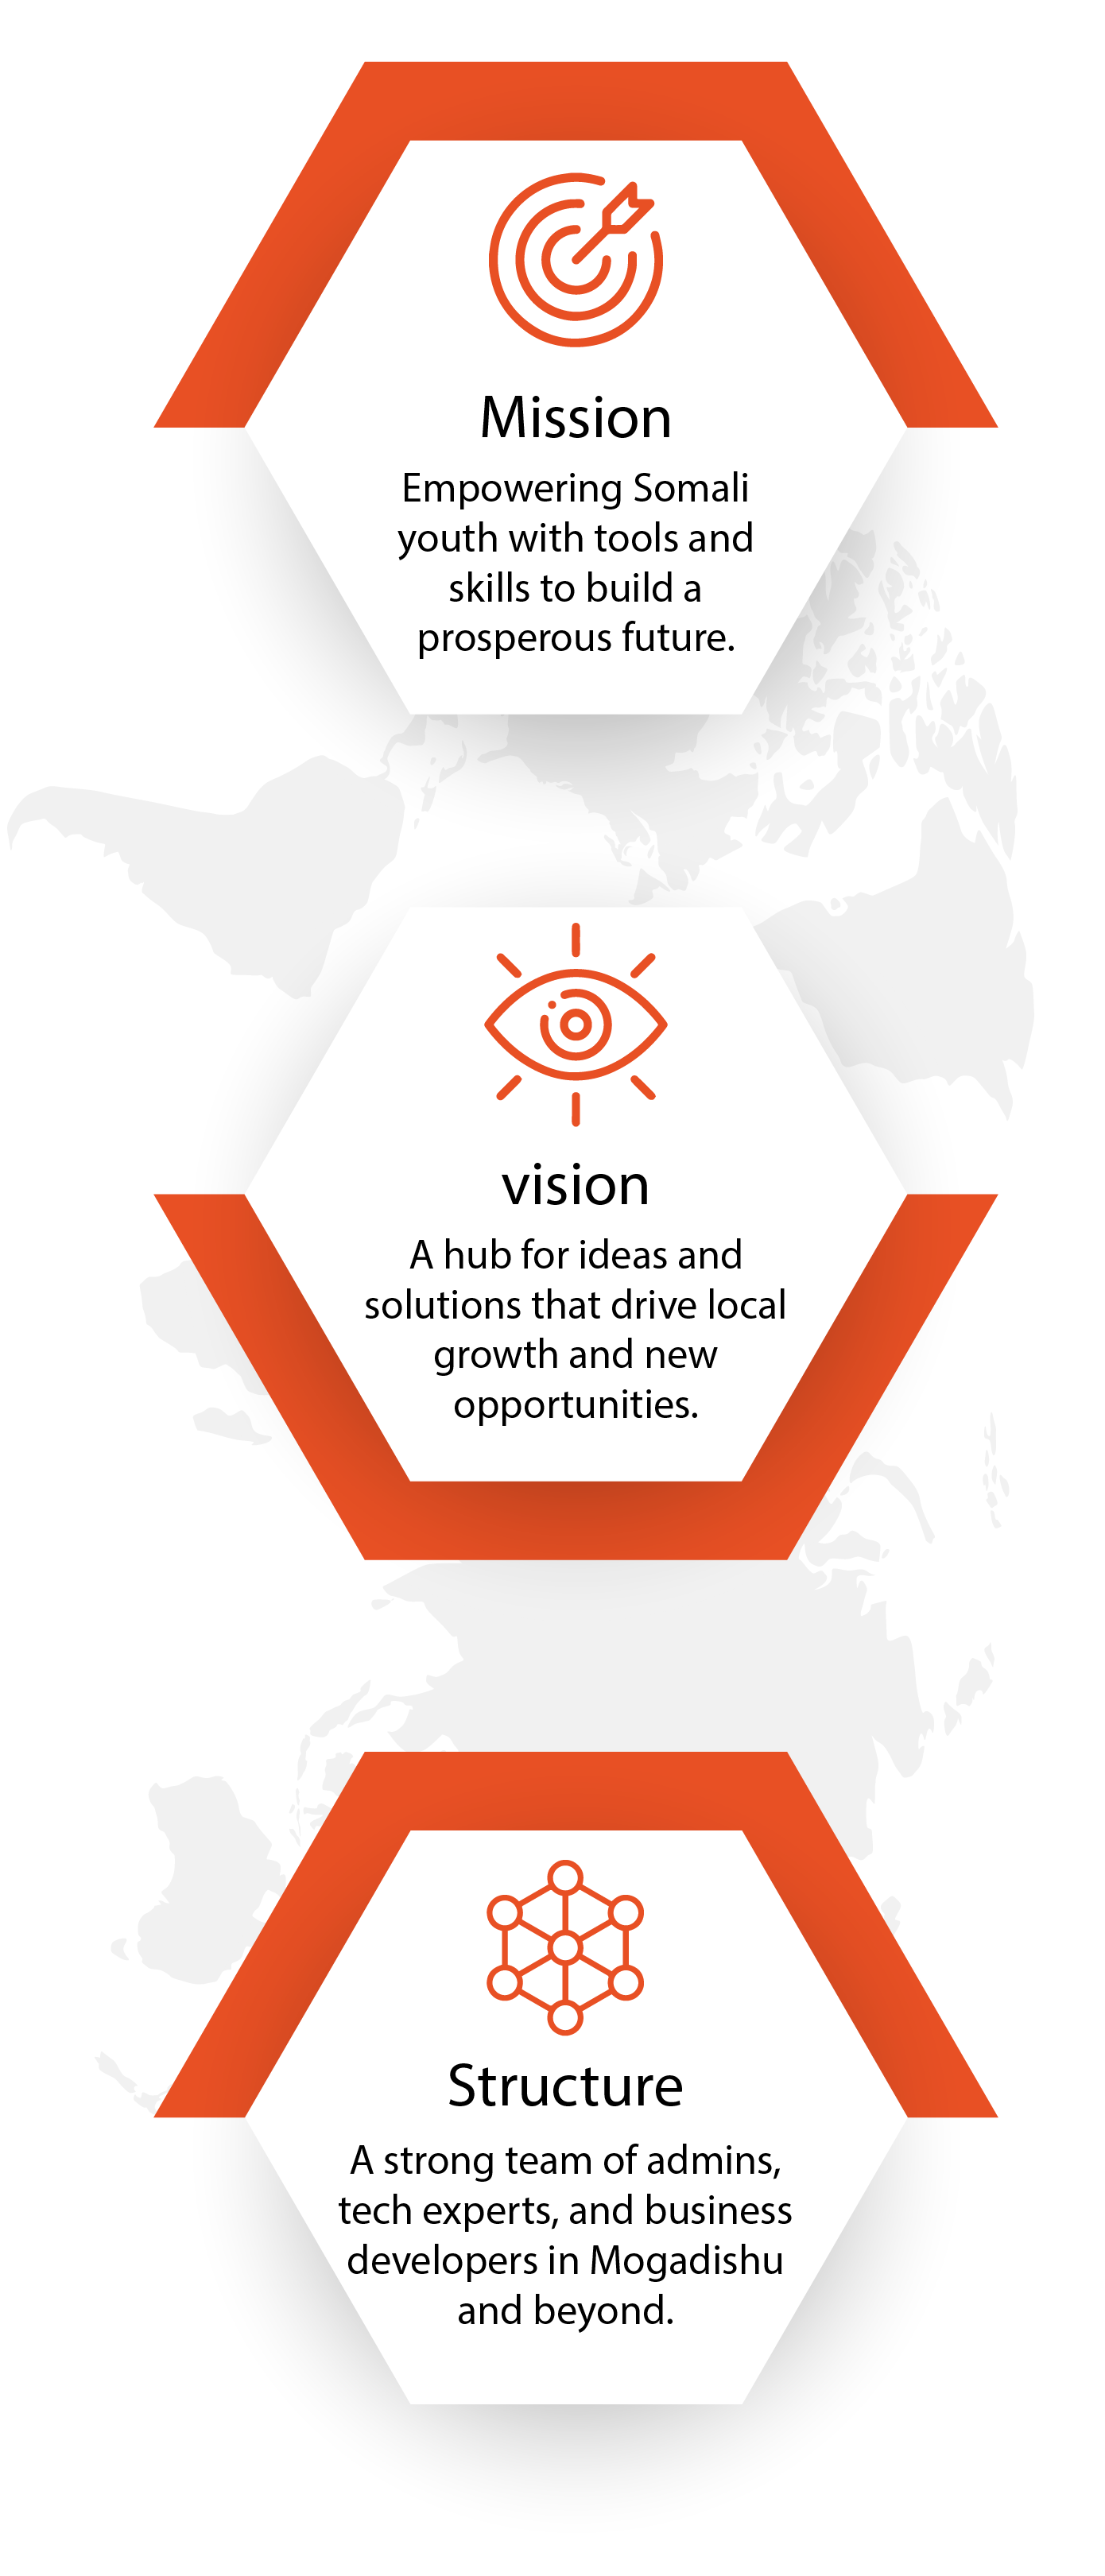 Mission
Empowering Somali
youth with tools and
skills to build a
prosperous future.
vision
A hub for ideas and
solutions that drive local
growth and new
opportunities.
Structure
A strong team of admins,
tech experts, and business
developers in Mogadishu
and beyond.